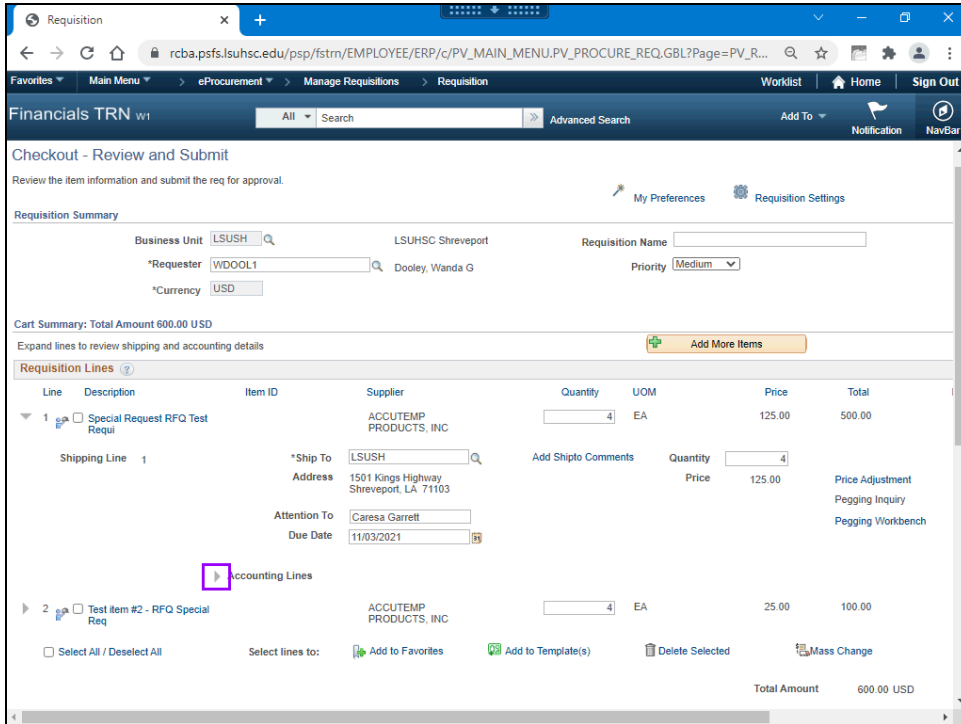 Requisition
rcba.psfs.lsuhsc.edu/psp/fstrn/EMPLOYEE/ERP/c/PV_MAIN_MENU.PV_PROCURE_REQ.GBL?Page=PV_R...
Favorites Main Menu > eProcurement > Manage Requisitions > Requisition Worklist Home Sign Out
Financials TRN W1 All Search » Advanced Search Add To Notification NavBar
Checkout - Review and Submit
Review the item information and submit the req for approval.
My Preferences Requisition Settings
Requisition Summary
Business Unit LSUSH LSUHSC Shreveport Requisition Name
*Requester WDOOL1 Dooley, Wanda G Priority Medium
*Currency USD
Cart Summary: Total Amount 600.00 USD
Expand lines to review shipping and accounting details Add More Items
Requisition Lines ?
Line Description Item ID Supplier Quantity UOM Price Total
1 Special Request RFQ Test Requi ACCUTEMP PRODUCTS, INC 4 EA 125.00 500.00
Shipping Line 1 *Ship To LSUSH Add Shipto Comments Quantity 4
Address 1501 Kings Highway Price 125.00 Price Adjustment
Shreveport, LA 71103
Pegging Inquiry
Attention To Caresa Garrett Pegging Workbench
Due Date 11/03/2021 31
Accounting Lines
2 Test item #2 - RFQ Special Req ACCUTEMP PRODUCTS, INC 4 EA 25.00 100.00
Select All / Deselect All Select lines to: Add to Favorites Add to Template(s) Delete Selected Mass Change
Total Amount 600.00 USD